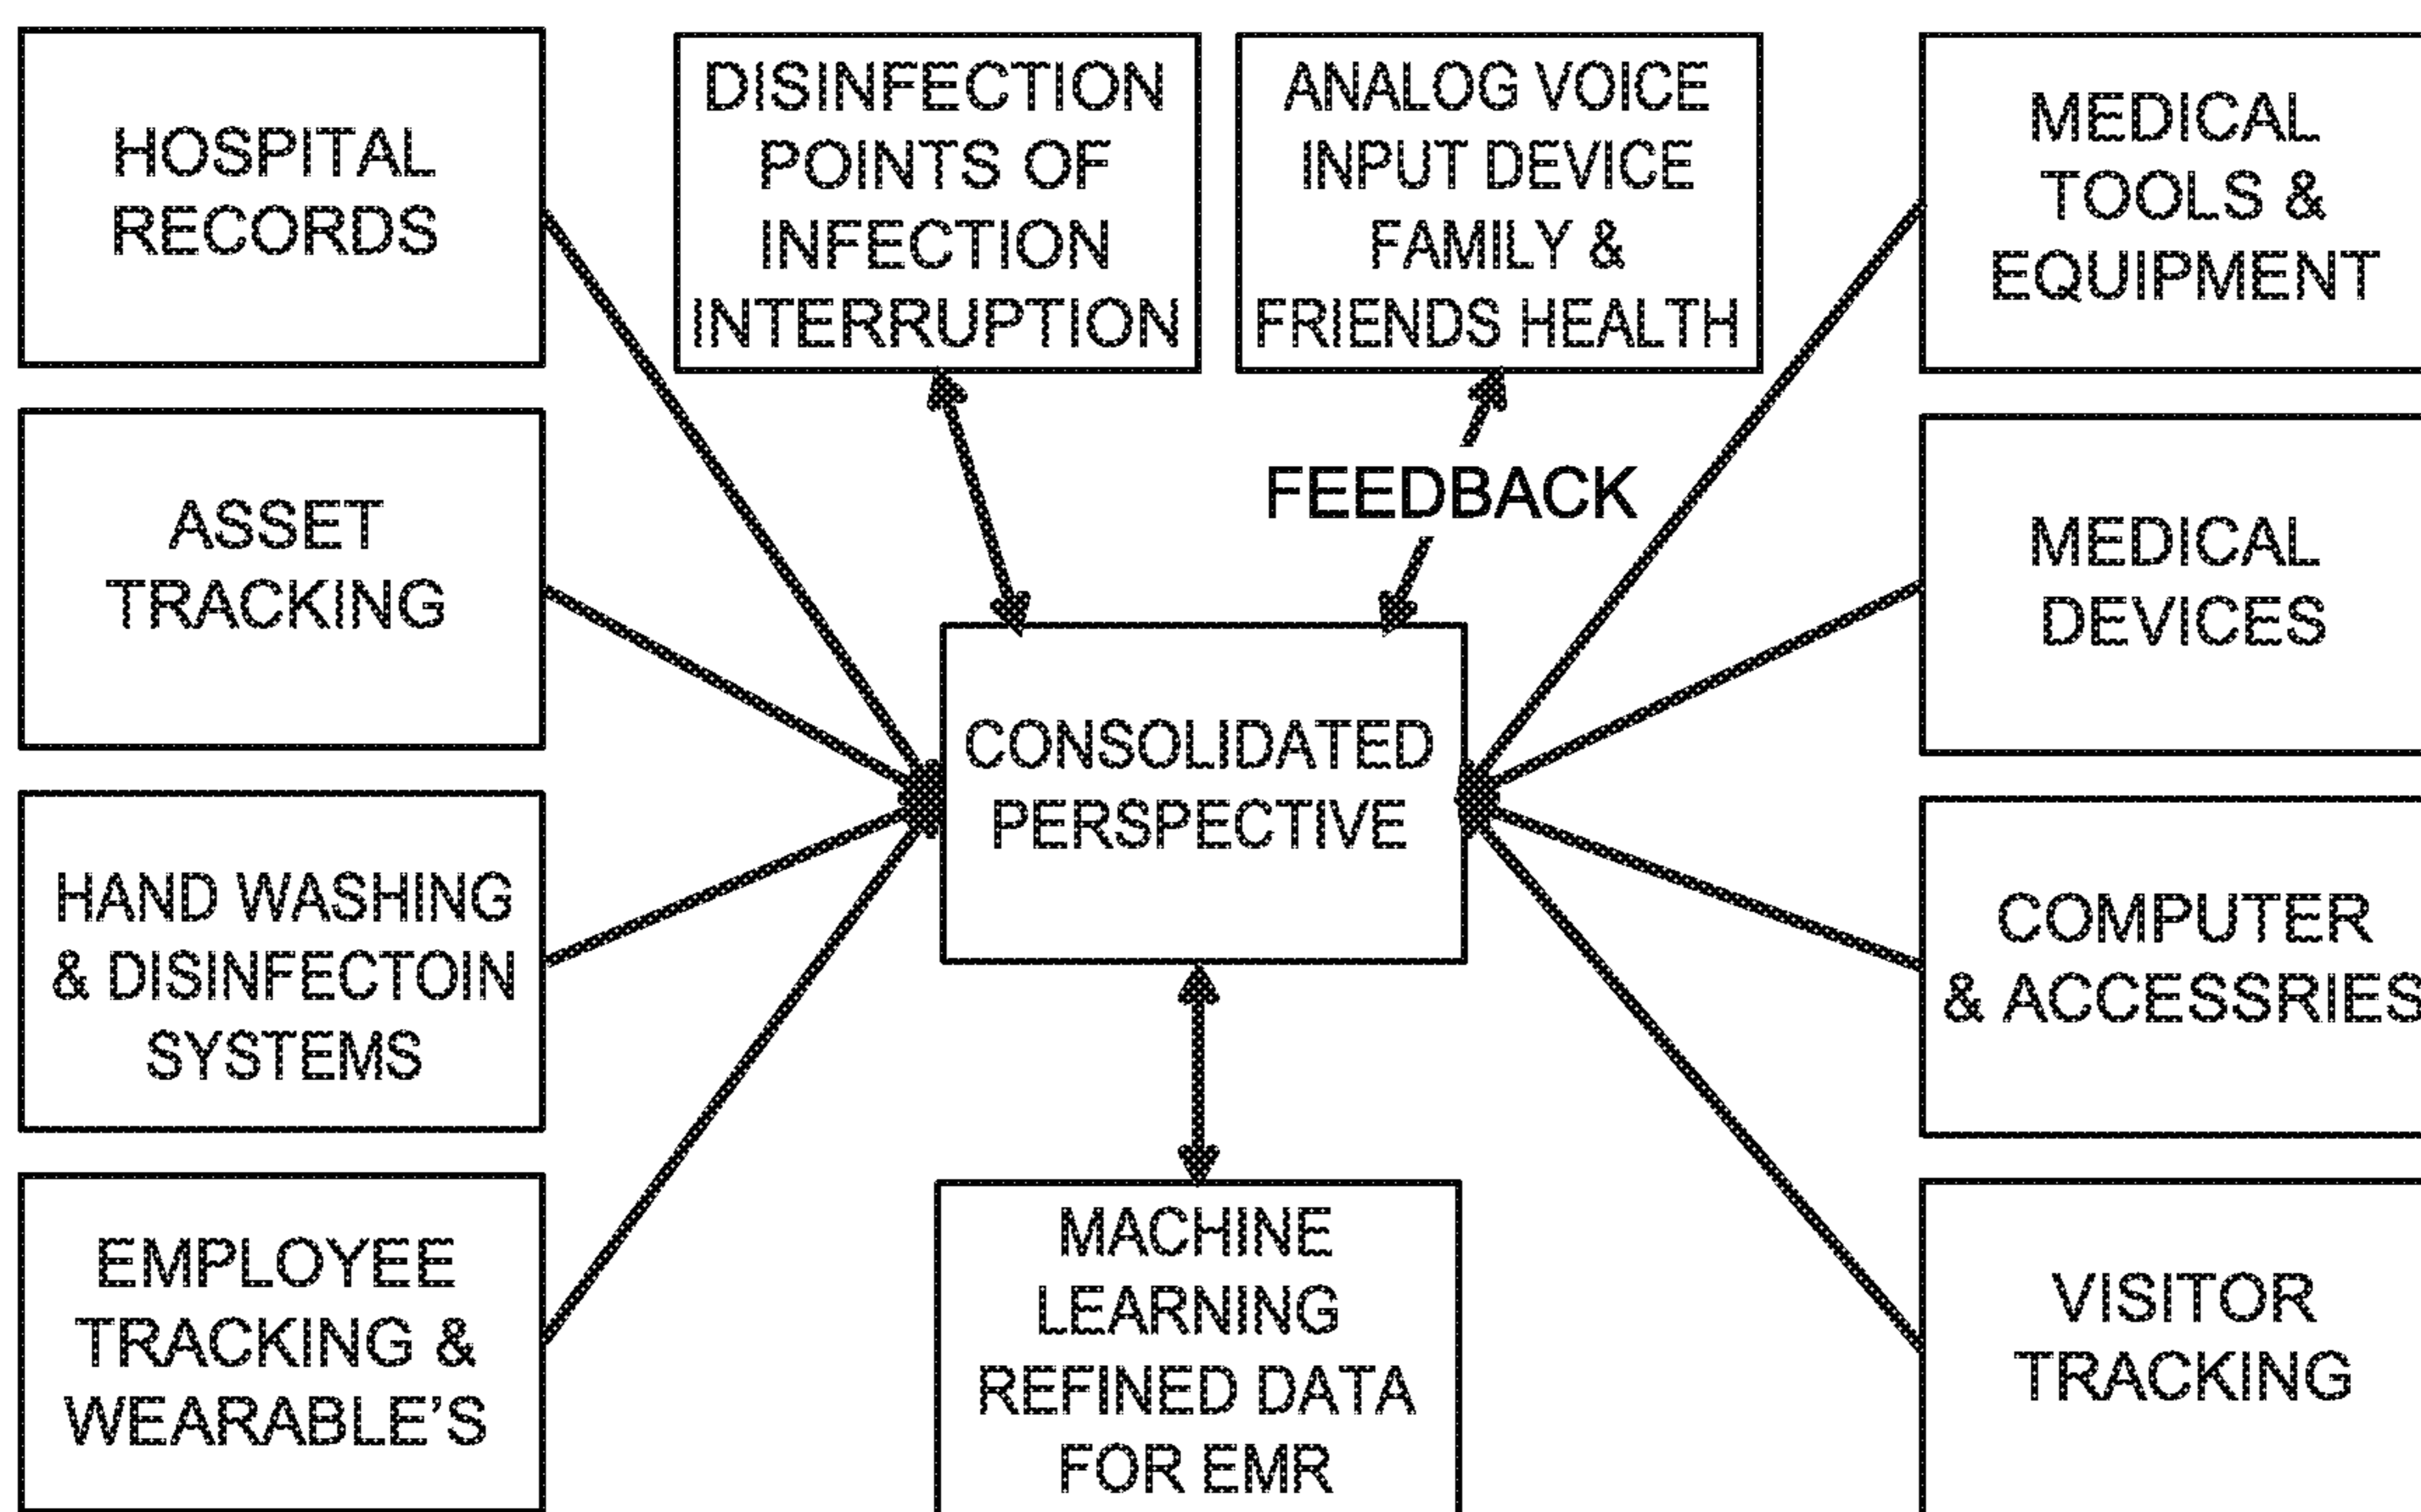 HOSPITAL
RECORDS
DISINFECTION
POINTS OF
INFECTION
INTERRUPTION
ANALOG VOICE
INPUT DEVICE
FAMILY &
FRIENDS HEALTH
MEDICAL
TOOLS &
EQUIPMENT
ASSET
TRACKING
FEEDBACK
MEDICAL
DEVICES
CONSOLIDATED
PERSPECTIVE
HAND WASHING
& DISINFECTOIN
SYSTEMS
COMPUTER
& ACCESSRIES
EMPLOYEE
TRACKING &
WEARABLE'S
MACHINE
LEARNING
REFINED DATA
FOR EMR
VISITOR
TRACKING